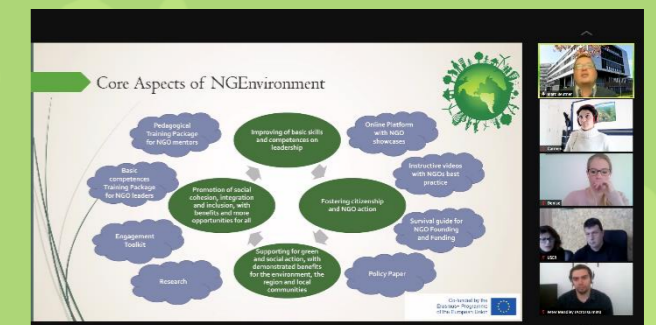 Core Aspects of NGEnvironment
Pedagogical
Training Package
for NGO mentors
Improving of basic skills
and competences on
leadership
Online Platform
with NGO
showcases
Basic
competences
Training Package
for NGO leaders
Promotion of social
cohesion, integration
and inclusion, with
benefits and more
opportunities for all
Fostering citizenship
and NGO action
Instructive videos
with NGOs best
practice
Engagement
Toolkit
Survival guide for
NGO Founding
and Funding
Research
Supporting for green
and social action, with
demonstrated benefits
for the environment, the
region and local
communities
Policy Paper
Co-funded by the
Erasmus+ Programme
of the European Union